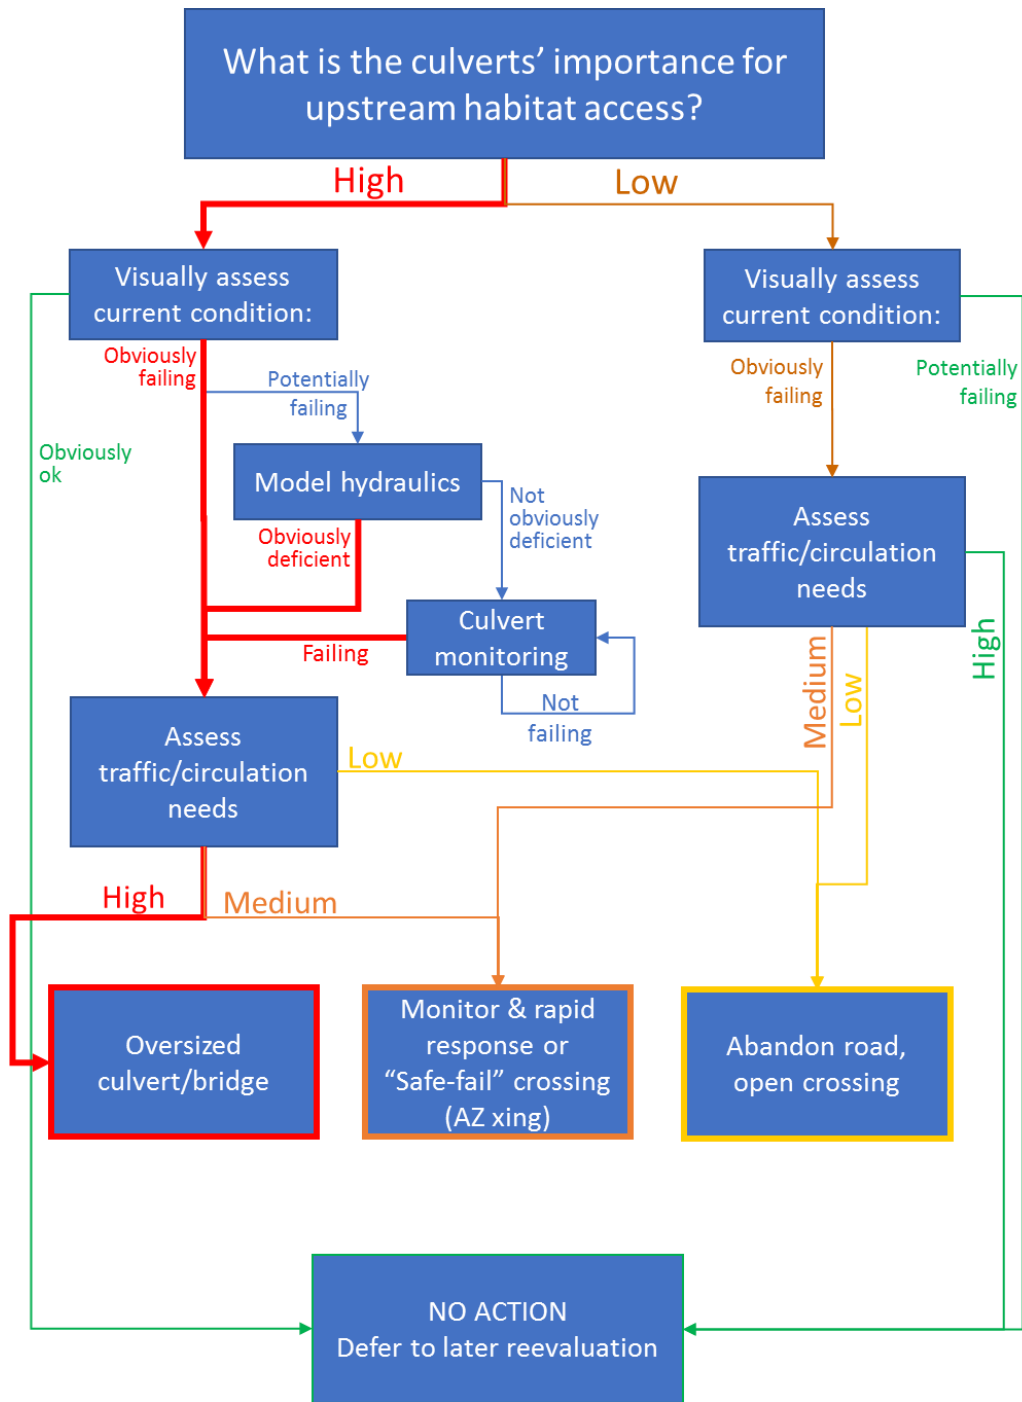 What is the culverts’ importance for
upstream habitat access?
High
Low
Visually assess
current condition:
Visually assess
current condition:
Obviously
failing
Potentially
failing
Obviously
failing
Potentially
failing
Obviously
ok
Model hydraulics
Not
obviously
deficient
Obviously
deficient
Assess
traffic/circulation
needs
Culvert
monitoring
Failing
Not
failing
Medium
Low
High
Assess
traffic/circulation
needs
Low
High
Medium
Oversized
culvert/bridge
Monitor & rapid
response or
“Safe-fail” crossing
(AZ xing)
Abandon road,
open crossing
NO ACTION
Defer to later reevaluation